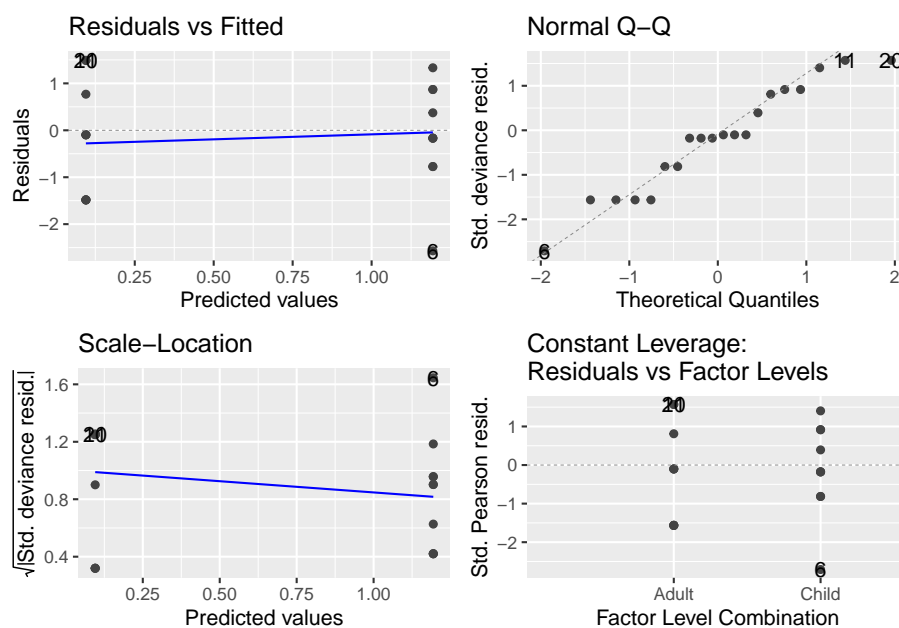 Residuals vs Fitted
Residuals
1
0
−1
−2
0.25 0.50 0.75 1.00
Predicted values
6
Normal Q−Q
Std. deviance resid.
1
0
−1
−2
−2 −1 0 1 2
Theoretical Quantiles
11 20
6
Scale−Location
√|Std. deviance resid.|
1.6
1.2
0.8
0.4
0.25 0.50 0.75 1.00
Predicted values
6
Constant Leverage:
Residuals vs Factor Levels
Std. Pearson resid.
1
0
−1
−2
Adult Child
Factor Level Combination
6